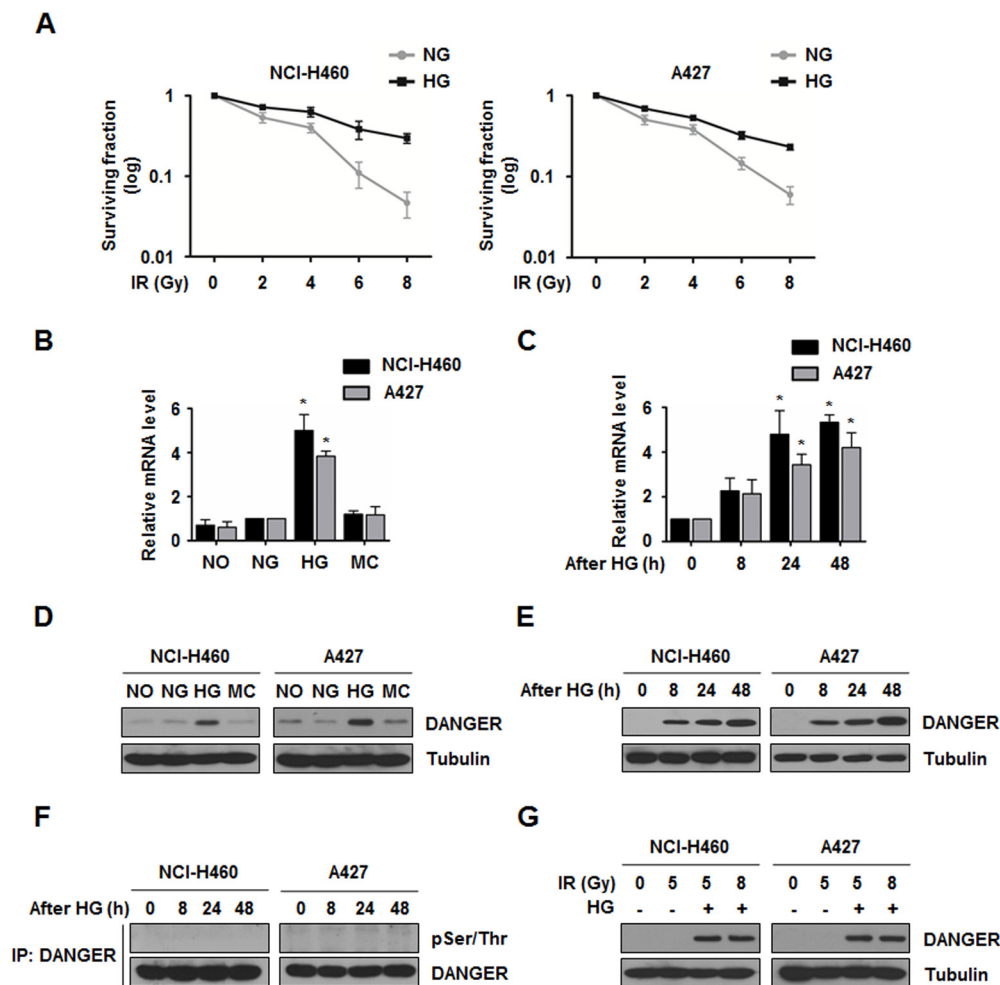 A
NCI-H460
NG
HG
Surviving fraction
(log)
1
0.1
0.01
IR (Gy) 0 2 4 6 8
A427
NG
HG
Surviving fraction
(log)
1
0.1
0.01
IR (Gy) 0 2 4 6 8
B
NCI-H460
A427
Relative mRNA level
6
4
2
0
* *
NO NG HG MC
C
NCI-H460
A427
Relative mRNA level
6
4
2
0
* * * *
After HG (h) 0 8 24 48
D
NCI-H460 A427
NO NG HG MC NO NG HG MC
DANGER
Tubulin
E
NCI-H460 A427
After HG (h) 0 8 24 48 0 8 24 48
DANGER
Tubulin
F
NCI-H460 A427
After HG (h) 0 8 24 48 0 8 24 48
IP: DANGER
pSer/Thr
DANGER
G
NCI-H460 A427
IR (Gy) 0 5 5 8 0 5 5 8
HG - - + + - - + +
DANGER
Tubulin